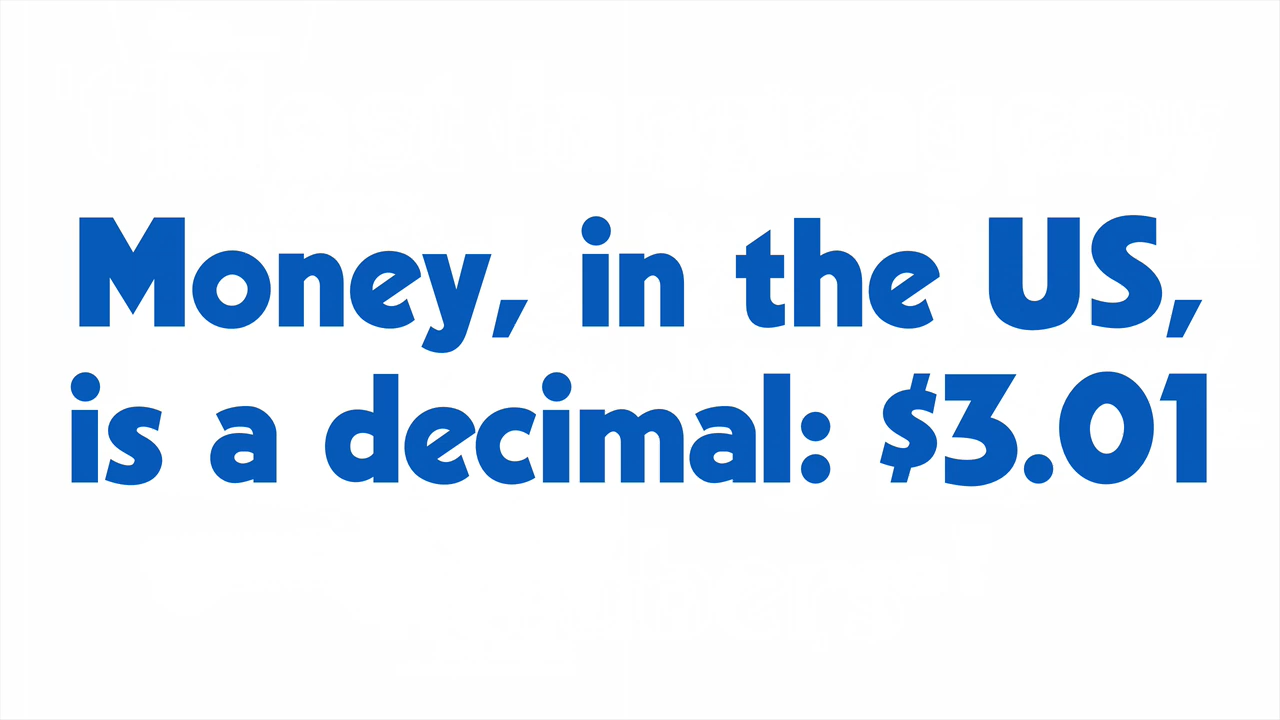 Money, in the US,
is a decimal: $3.01